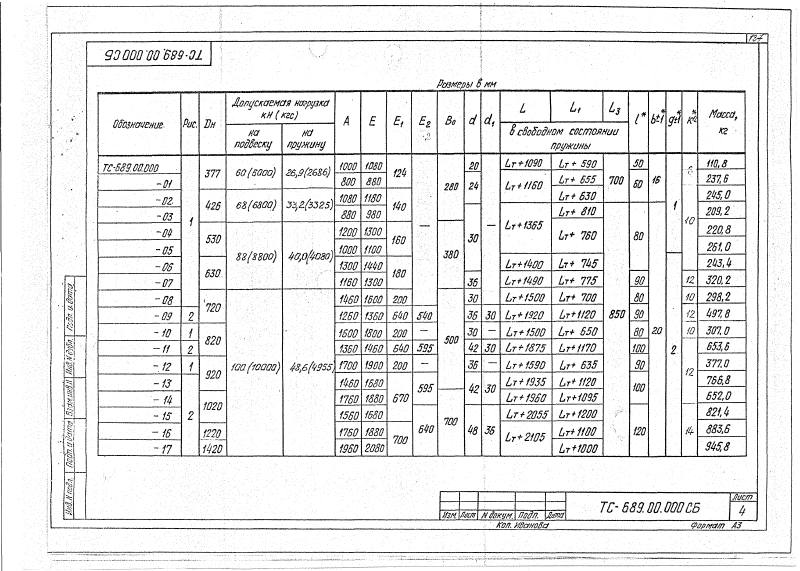 ТС-689.00.000СБ
Размеры в мм
Обозначение Рис. Dн Допускаемая нагрузка кН (кгс) A E E₁ E₂ B₀ d d₁ L L₁ L₃ l* b±1* g±1* к* Масса, кг
на подвеску на пружину в свободном состоянии пружины
ТС-689.00.000 1 377 60(6000) 26,9(2686) 1000 1080 124 — 280 20 — Lт+1090 Lт+590 700 50 16 1 110,8
-01 800 880 24 Lт+1160 Lт+655 60 237,6
-02 426 68(6800) 33,2(3325) 1080 1180 140 Lт+630 245,0
-03 880 980 30 Lт+1365 Lт+810 850 80 10 209,2
-04 530 88(8800) 40,0(4080) 1200 1300 160 380 Lт+760 220,8
-05 1000 1100 261,0
-06 630 1300 1440 180 Lт+1400 Lт+745 243,4
-07 1160 1300 36 Lт+1490 Lт+775 90 12 320,2
-08 720 100(10000) 48,6(4955) 1460 1600 200 500 30 Lт+1500 Lт+700 80 20 2 10 298,2
-09 2 1260 1360 640 540 36 30 Lт+1920 Lт+1120 90 12 497,8
-10 1 820 1600 1800 200 — 30 — Lт+1500 Lт+650 80 10 307,0
-11 2 1360 1460 640 595 42 30 Lт+1875 Lт+1170 100 12 653,6
-12 1 920 1700 1900 200 — 36 — Lт+1590 Lт+635 90 377,0
-13 2 1460 1680 670 595 42 30 Lт+1935 Lт+1120 100 766,8
-14 1020 1760 1880 Lт+1960 Lт+1095 652,0
-15 1560 1680 640 700 48 36 Lт+2055 Lт+1200 120 14 821,4
-16 1220 1760 1880 700 Lт+2105 Lт+1100 883,6
-17 1420 1960 2080 Lт+1000 945,8
Инв. № подл. Подп. и дата Взам. инв. № Инв. № дубл. Подп. и дата
Изм. Лист № докум. Подп. Дата
ТС-689.00.000 СБ
Лист
4
Коп. Иванова
Формат А3